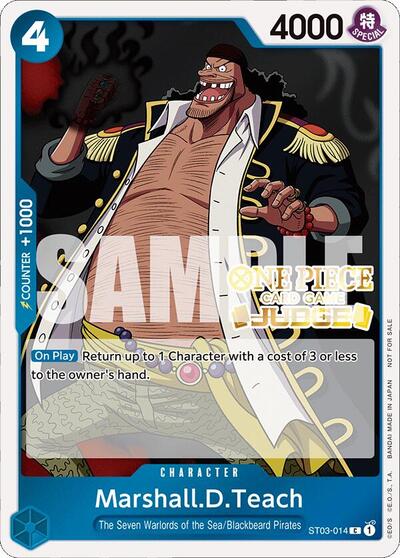 4
4000
特
SPECIAL
COUNTER +1000
SAMPLE
ONE PIECE
CARD GAME
JUDGE
On Play Return up to 1 Character with a cost of 3 or less
to the owner's hand.
CHARACTER
Marshall.D.Teach
The Seven Warlords of the Sea/Blackbeard Pirates
ST03-014 C 1
©E.O./S., T.A. BANDAI MADE IN JAPAN NOT FOR SALE